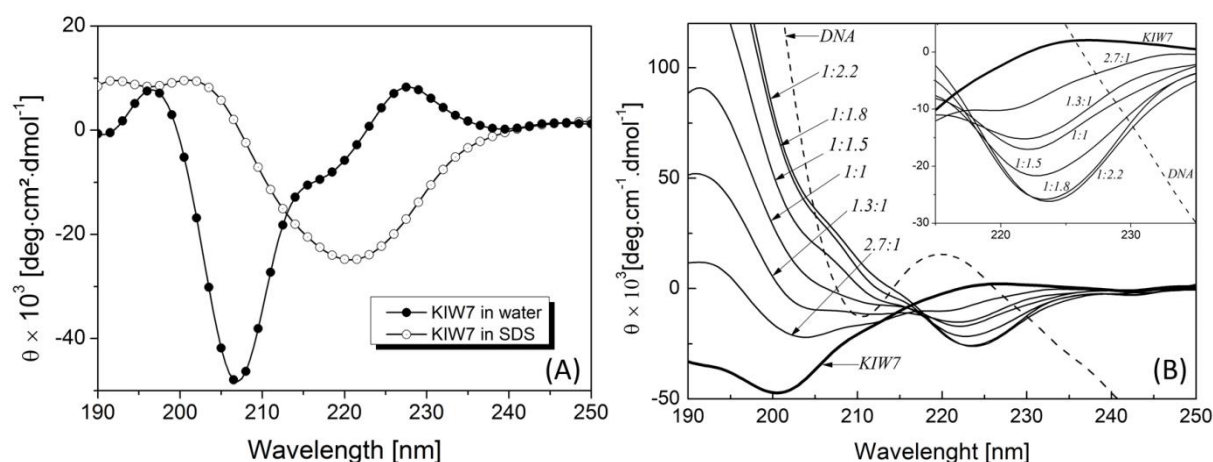 θ × 10³ [deg·cm²·dmol⁻¹]
20
0
-20
-40
190 200 210 220 230 240 250
Wavelength [nm]
KIW7 in water
KIW7 in SDS
(A)
θ × 10³[deg.cm⁻¹.dmol⁻¹]
100
50
0
-50
190 200 210 220 230 240 250
Wavelenght [nm]
DNA
1:2.2
1:1.8
1:1.5
1:1
1.3:1
2.7:1
KIW7
(B)
0
-10
-20
-30
220 230
KIW7
2.7:1
1.3:1
1:1
1:1.5
1:1.8
1:2.2
DNA